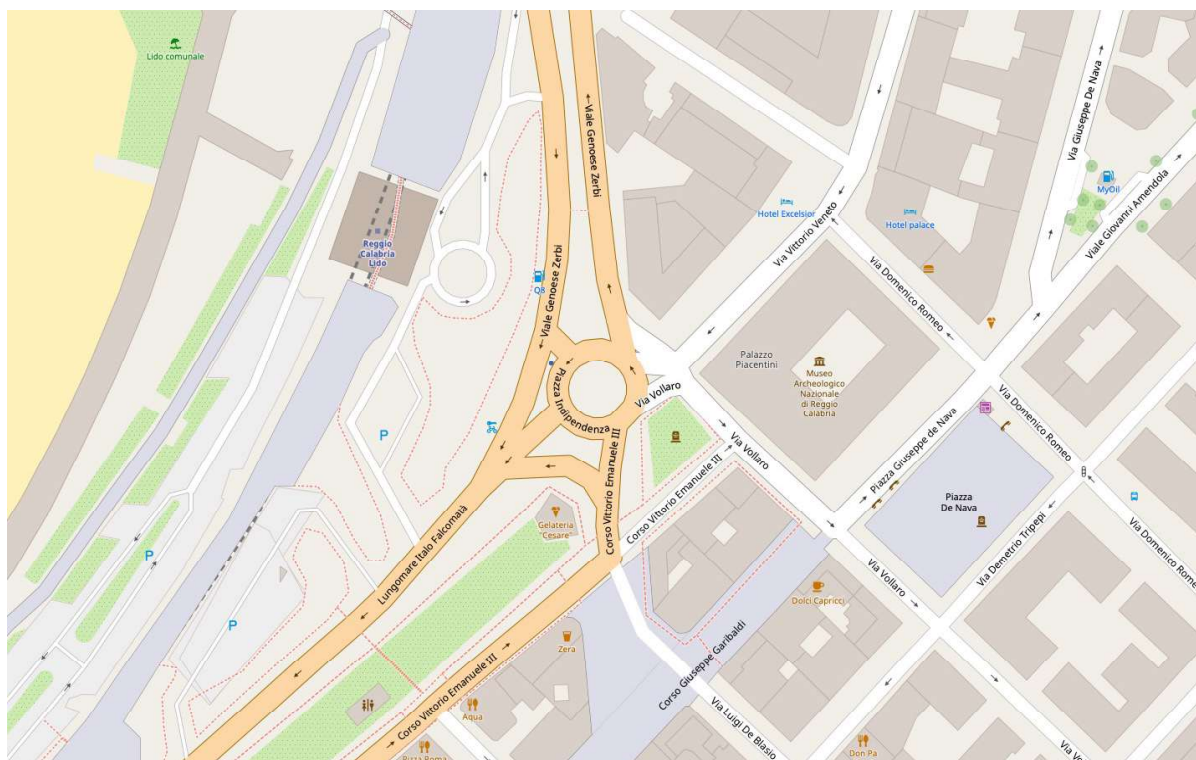 Lido comunale
Viale Genoese Zerbi
Via Giuseppe De Nava
MyOil
Viale Giovanni Amendola
Hotel Excelsior
Hotel palace
Via Vittorio Veneto
Reggio
Calabria
Lido
Q8
Viale Genoese Zerbi
Via Domenico Romeo
Palazzo
Piacentini
Museo
Archeologico
Nazionale
di Reggio
Calabria
Piazza Indipendenza
Via Vollaro
Via Vollaro
Piazza Giuseppe de Nava
Via Domenico Romeo
P
Corso Vittorio Emanuele III
Corso Vittorio Emanuele III
Piazza
De Nava
Via Demetrio Tripepi
Via Domenico Rome
Gelateria
"Cesare"
Lungomare Italo Falcomatà
P
P
Via Vollaro
Dolci Capricci
Zera
Corso Giuseppe Garibaldi
Corso Vittorio Emanuele III
Via Luigi De Blasio
Aqua
Don Pa
Pizza Roma
Via Vo